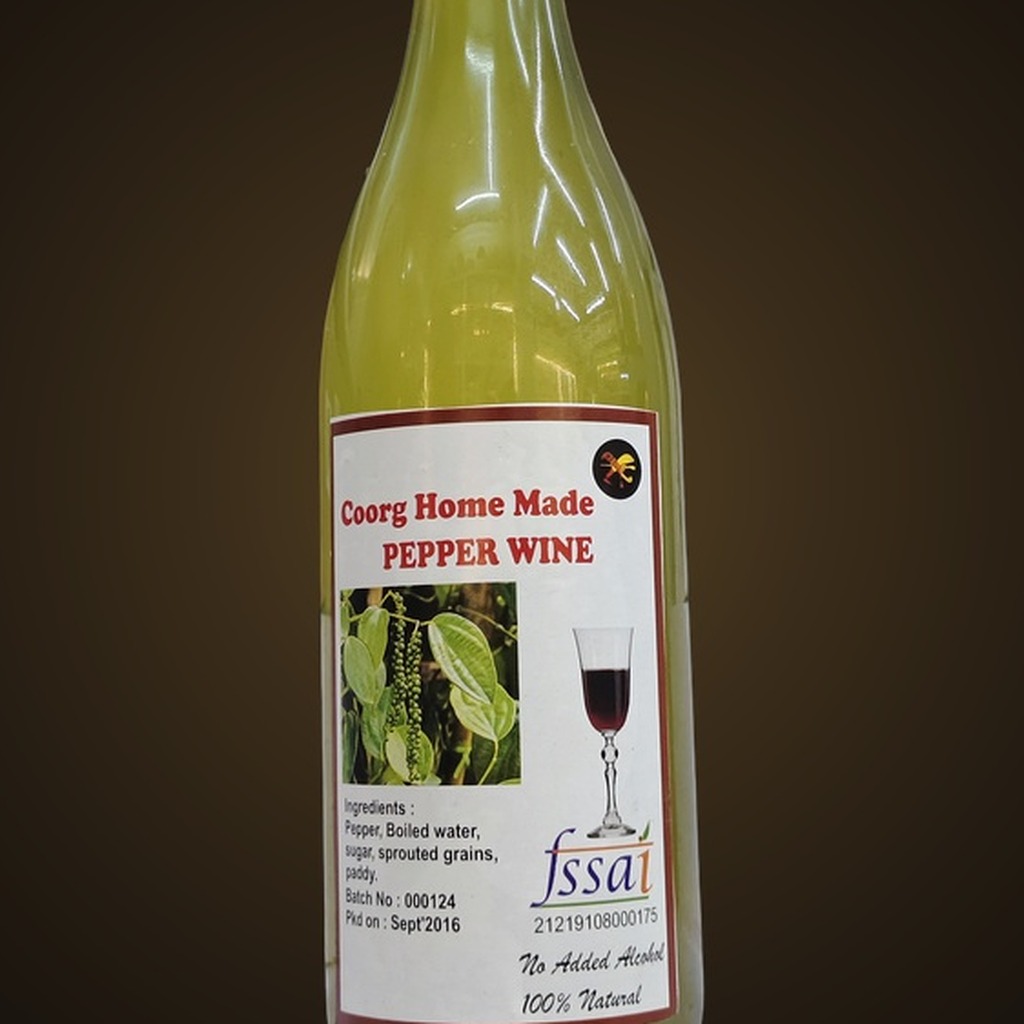 Coorg Home Made
PEPPER WINE
Ingredients :
Pepper, Boiled water,
sugar, sprouted grains,
paddy.
Batch No : 000124
Pkd on : Sept'2016
fssai
21219108000175
No Added Alcohol
100% Natural